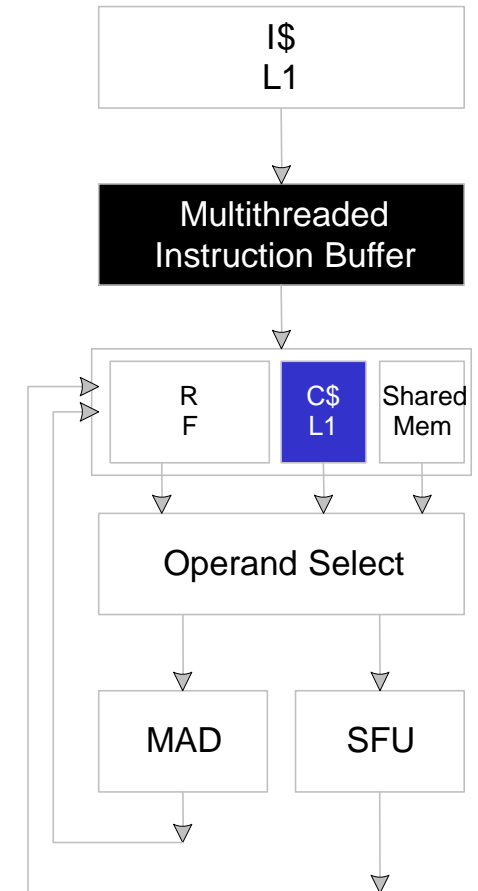 I$
L1
Multithreaded
Instruction Buffer
R
F
C$
L1
Shared
Mem
Operand Select
MAD
SFU